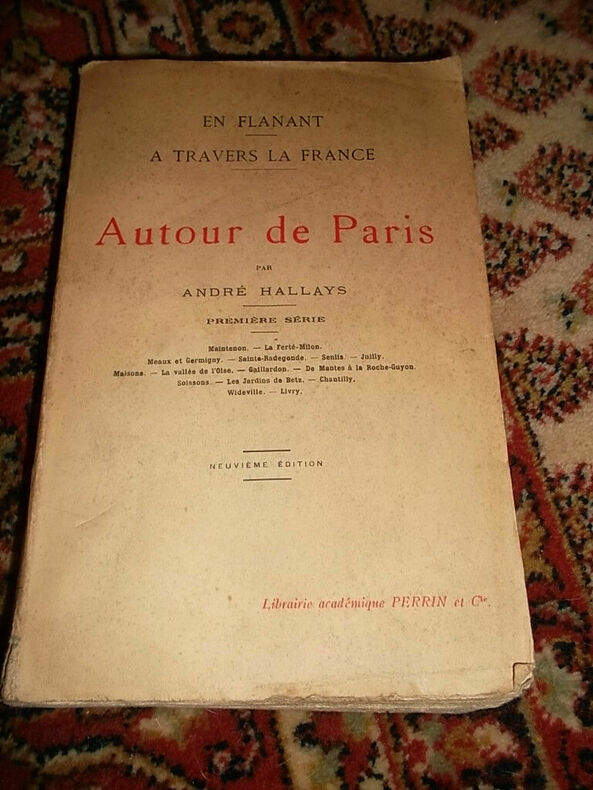 EN FLANANT
A TRAVERS LA FRANCE
Autour de Paris
PAR
ANDRÉ HALLAYS
PREMIÈRE SÉRIE
Maintenon. — La Ferté-Milon.
Meaux et Germigny. — Sainte-Radegonde. — Senlis. — Juilly.
Maisons. — La vallée de l'Oise. — Gallardon. — De Mantes à la Roche-Guyon.
Soissons. — Les Jardins de Betz. — Chantilly.
Wideville. — Livry.
NEUVIÈME ÉDITION
Librairie académique PERRIN et Cie.